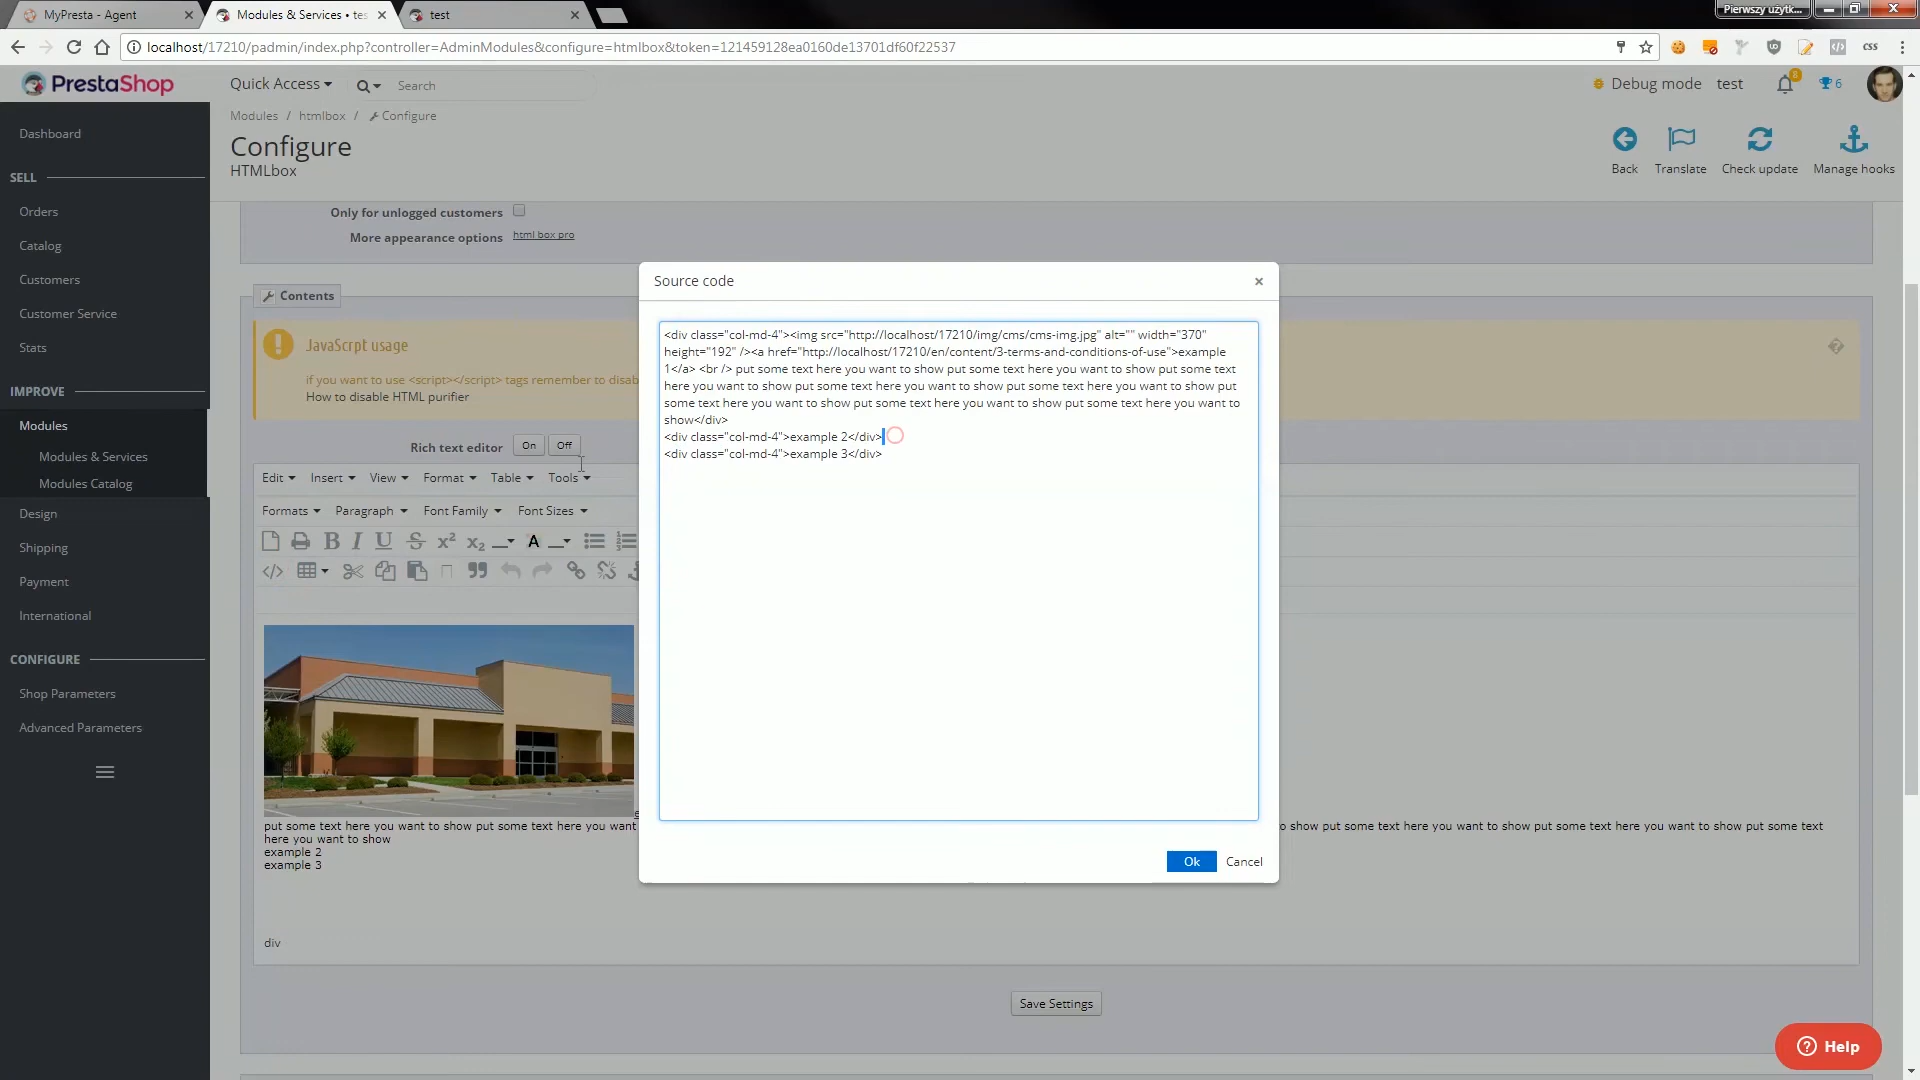 MyPresta - Agent
Modules & Services • tes
test
Pierwszy użytk...
localhost/17210/padmin/index.php?controller=AdminModules&configure=htmlbox&token=121459128ea0160de13701df60f22537
css
PrestaShop
Quick Access
Search
Debug mode
test
8
6
Dashboard
SELL
Orders
Catalog
Customers
Customer Service
Stats
IMPROVE
Modules
Modules & Services
Modules Catalog
Design
Shipping
Payment
International
CONFIGURE
Shop Parameters
Advanced Parameters
Modules / htmlbox / Configure
Configure
HTMLbox
Back
Translate
Check update
Manage hooks
Only for unlogged customers
More appearance options html box pro
Contents
JavaScrpt usage
if you want to use <script></script> tags remember to disab
How to disable HTML purifier
Rich text editor On Off
Edit Insert View Format Table Tools
Formats Paragraph Font Family Font Sizes
put some text here you want to show put some text here you want
o show put some text here you want to show put some text here you want to show put some text
here you want to show
example 2
example 3
div
Source code
×
<div class="col-md-4"><img src="http://localhost/17210/img/cms/cms-img.jpg" alt="" width="370"
height="192" /><a href="http://localhost/17210/en/content/3-terms-and-conditions-of-use">example
1</a> <br /> put some text here you want to show put some text here you want to show put some text
here you want to show put some text here you want to show put some text here you want to show put
some text here you want to show put some text here you want to show put some text here you want to
show</div>
<div class="col-md-4">example 2</div>
<div class="col-md-4">example 3</div>
Ok
Cancel
Save Settings
Help